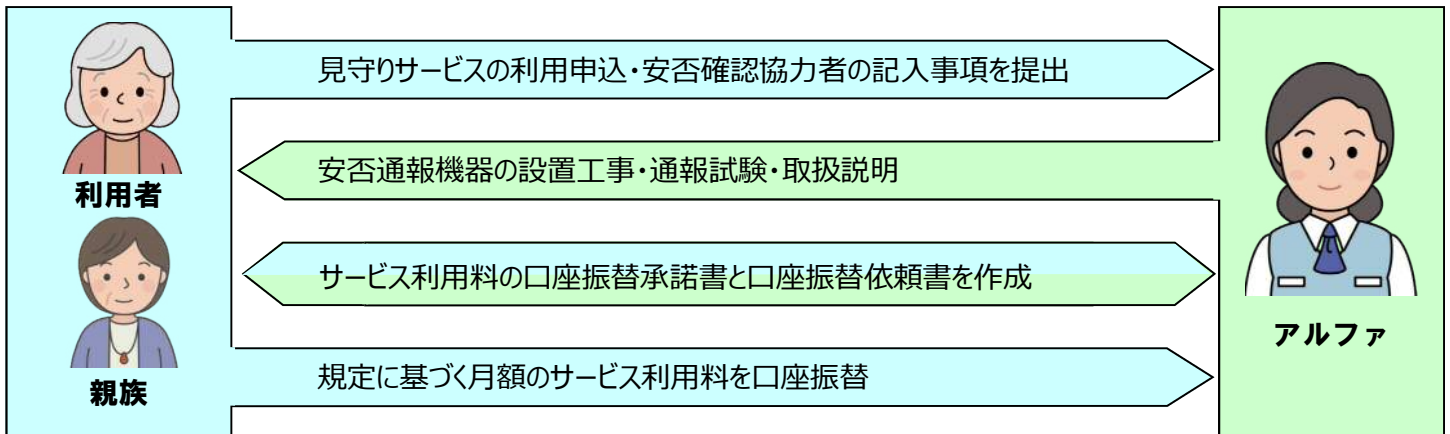 見守りサービスの利用申込・安否確認協力者の記入事項を提出
安否通報機器の設置工事・通報試験・取扱説明
利用者
サービス利用料の口座振替承諾書と口座振替依頼書を作成
アルファ
規定に基づく月額のサービス利用料を口座振替
親族